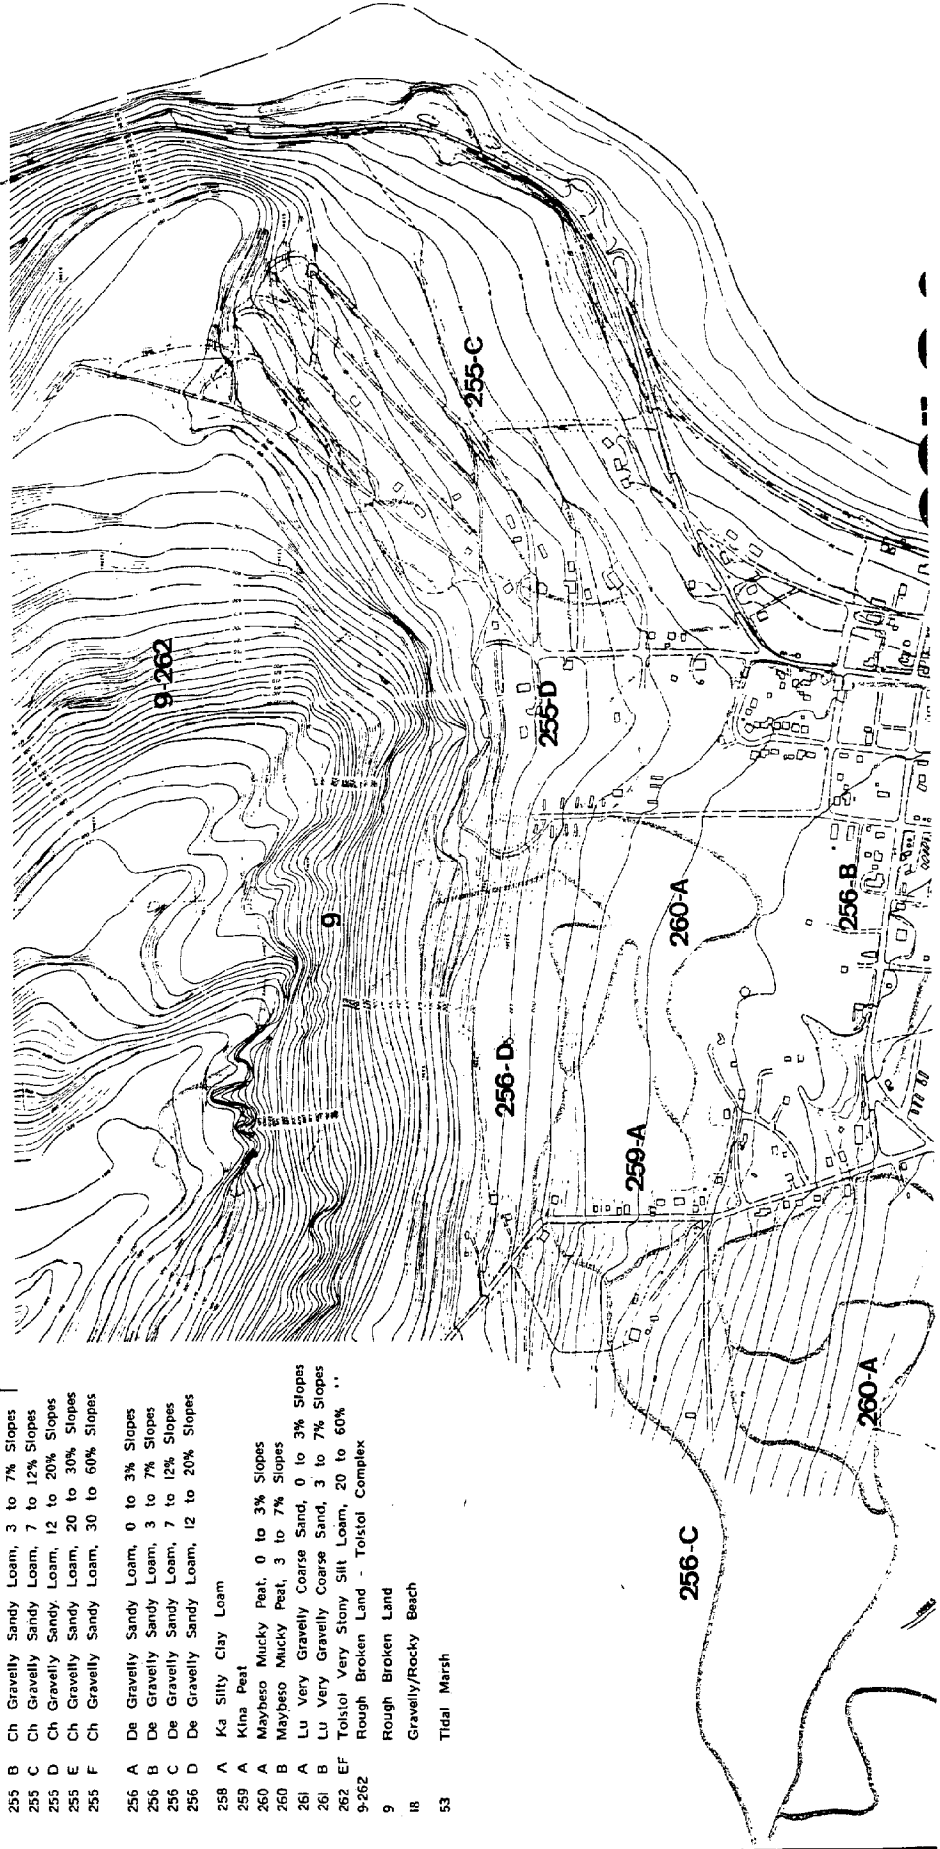 255 B Ch Gravelly Sandy Loam, 3 to 7% Slopes
255 C Ch Gravelly Sandy Loam, 7 to 12% Slopes
255 D Ch Gravelly Sandy. Loam, 12 to 20% Slopes
255 E Ch Gravelly Sandy Loam, 20 to 30% Slopes
255 F Ch Gravelly Sandy Loam, 30 to 60% Slopes
256 A De Gravelly Sandy Loam, 0 to 3% Slopes
256 B De Gravelly Sandy Loam, 3 to 7% Slopes
256 C De Gravelly Sandy Loam, 7 to 12% Slopes
256 D De Gravelly Sandy Loam, 12 to 20% Slopes
258 A Ka Silty Clay Loam
259 A Kina Peat
260 A Maybeso Mucky Peat, 0 to 3% Slopes
260 B Maybeso Mucky Peat, 3 to 7% Slopes
261 A Lu Very Gravelly Coarse Sand, 0 to 3% Slopes
261 B Lu Very Gravelly Coarse Sand, 3 to 7% Slopes
262 EF Tolstol Very Stony Silt Loam, 20 to 60% "
9-262 Rough Broken Land - Tolstol Complex
9 Rough Broken Land
18 Gravelly/Rocky Beach
53 Tidal Marsh
9-262
9
255-C
255-D
256-D
259-A
260-A
256-B
256-C
260-A